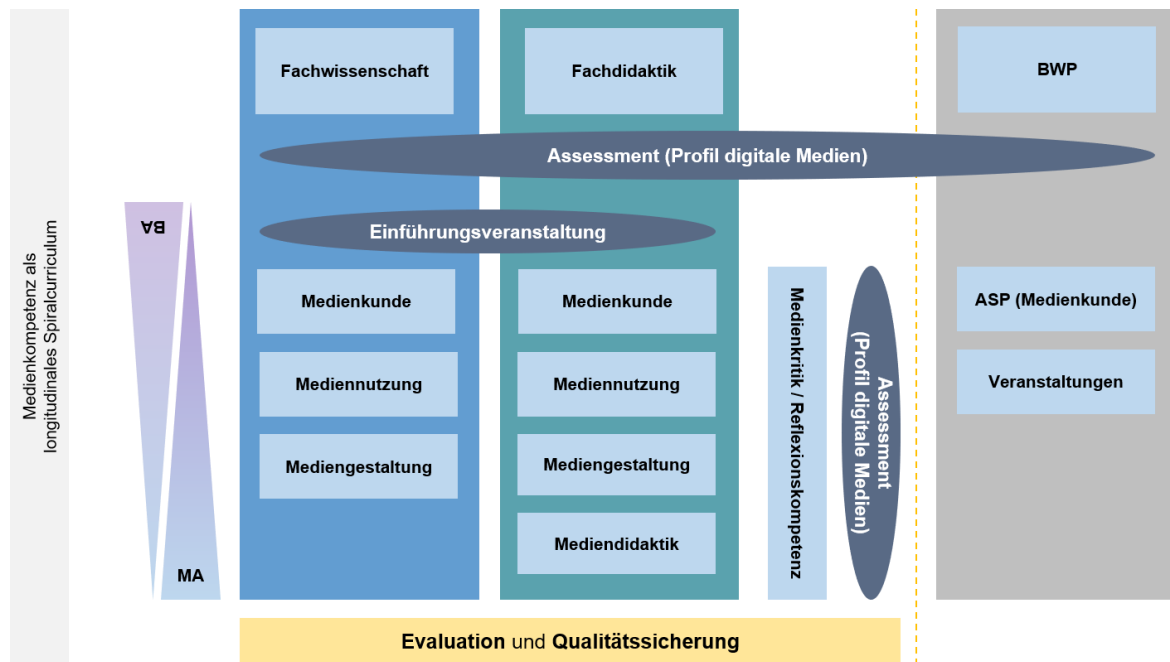 Medienkompetenz als
longitudinales Spiralcurriculum
Fachwissenschaft
Fachdidaktik
BWP
Assessment (Profil digitale Medien)
BA
MA
Einführungsveranstaltung
Medienkunde
Mediennutzung
Mediengestaltung
Medienkunde
Mediennutzung
Mediengestaltung
Mediendidaktik
Medienkritik / Reflexionskompetenz
Assessment
(Profil digitale Medien)
ASP (Medienkunde)
Veranstaltungen
Evaluation und Qualitätssicherung